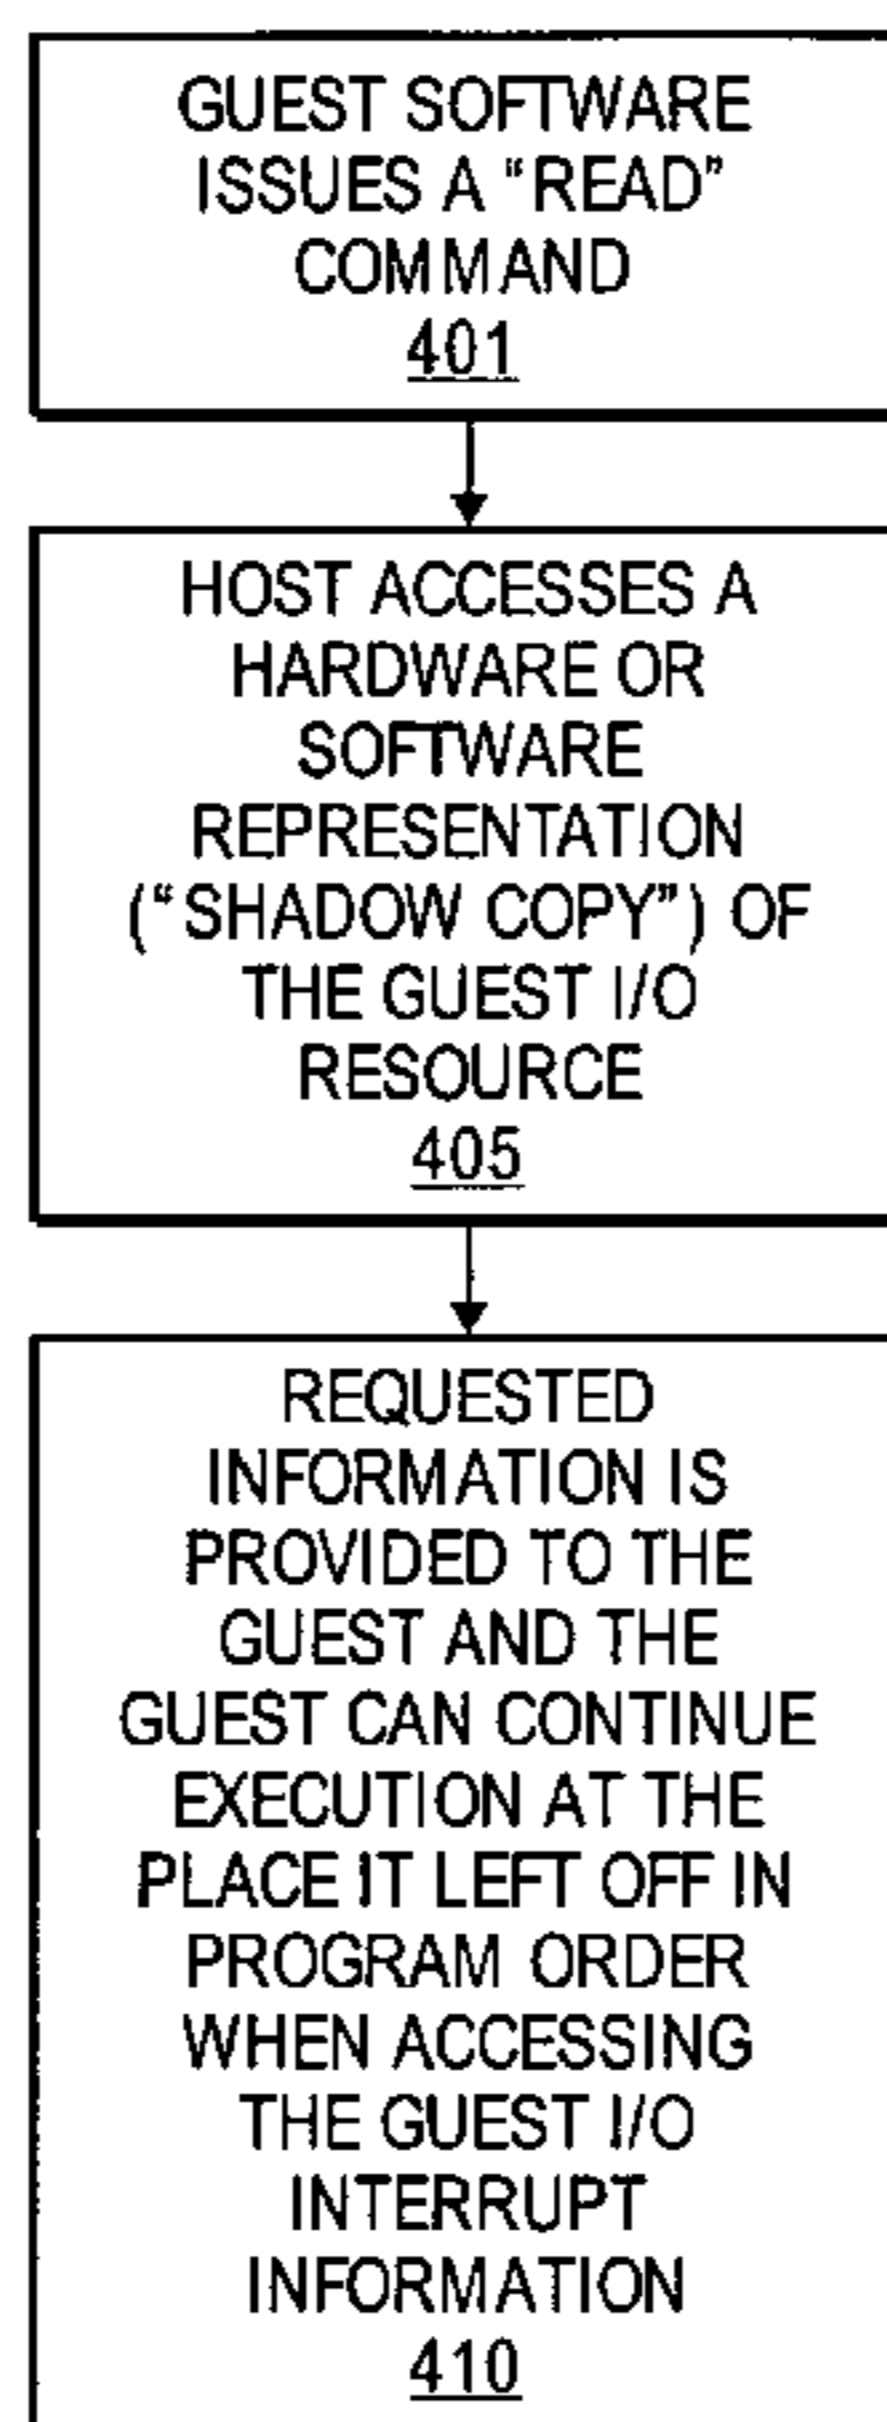 GUEST SOFTWARE
ISSUES A “READ”
COMMAND
401
HOST ACCESSES A
HARDWARE OR
SOFTWARE
REPRESENTATION
(“SHADOW COPY”) OF
THE GUEST I/O
RESOURCE
405
REQUESTED
INFORMATION IS
PROVIDED TO THE
GUEST AND THE
GUEST CAN CONTINUE
EXECUTION AT THE
PLACE IT LEFT OFF IN
PROGRAM ORDER
WHEN ACCESSING
THE GUEST I/O
INTERRUPT
INFORMATION
410